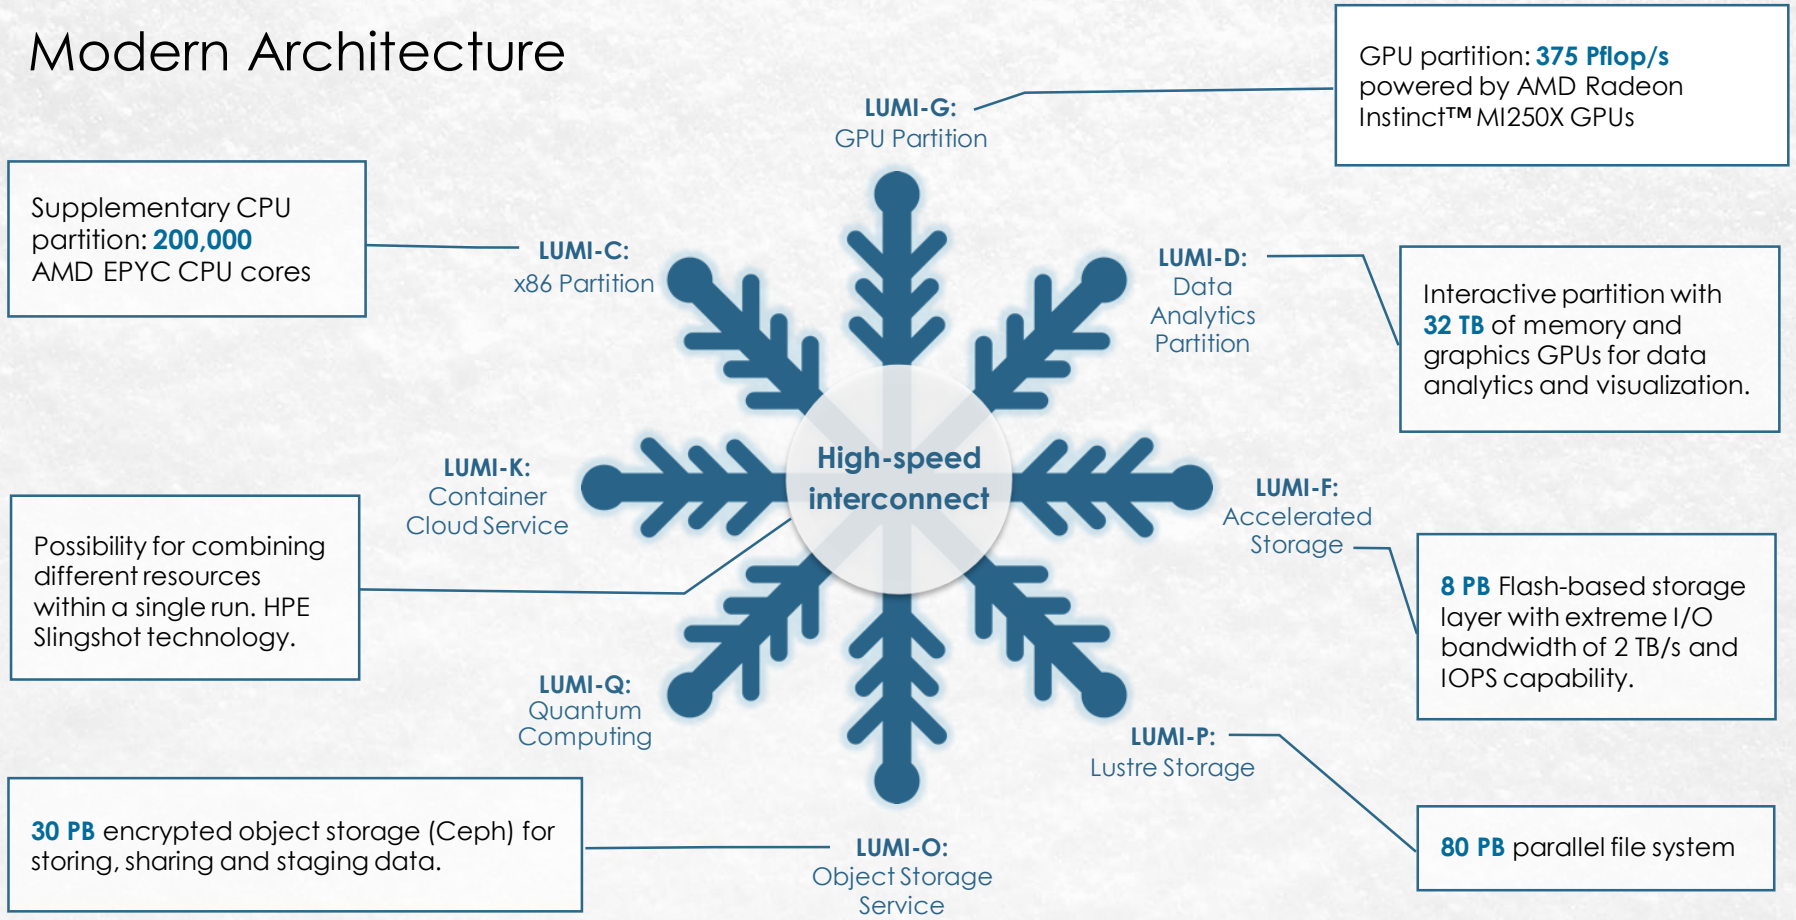 Modern Architecture
GPU partition: 375 Pflop/s
powered by AMD Radeon
Instinct™ MI250X GPUs
LUMI-G:
GPU Partition
Supplementary CPU
partition: 200,000
AMD EPYC CPU cores
LUMI-C:
x86 Partition
LUMI-D:
Data
Analytics
Partition
Interactive partition with
32 TB of memory and
graphics GPUs for data
analytics and visualization.
High-speed
interconnect
LUMI-K:
Container
Cloud Service
LUMI-F:
Accelerated
Storage
Possibility for combining
different resources
within a single run. HPE
Slingshot technology.
8 PB Flash-based storage
layer with extreme I/O
bandwidth of 2 TB/s and
IOPS capability.
LUMI-Q:
Quantum
Computing
LUMI-P:
Lustre Storage
30 PB encrypted object storage (Ceph) for
storing, sharing and staging data.
LUMI-O:
Object Storage
Service
80 PB parallel file system